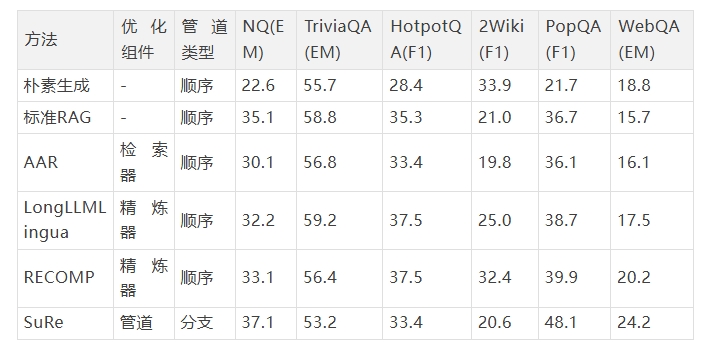 方法 优化组件 管道类型 NQ(EM) TriviaQA(EM) HotpotQA(F1) 2Wiki(F1) PopQA(F1) WebQA(EM)
朴素生成 - 顺序 22.6 55.7 28.4 33.9 21.7 18.8
标准RAG - 顺序 35.1 58.8 35.3 21.0 36.7 15.7
AAR 检索器 顺序 30.1 56.8 33.4 19.8 36.1 16.1
LongLLMLingua 精炼器 顺序 32.2 59.2 37.5 25.0 38.7 17.5
RECOMP 精炼器 顺序 33.1 56.4 37.5 32.4 39.9 20.2
SuRe 管道 分支 37.1 53.2 33.4 20.6 48.1 24.2